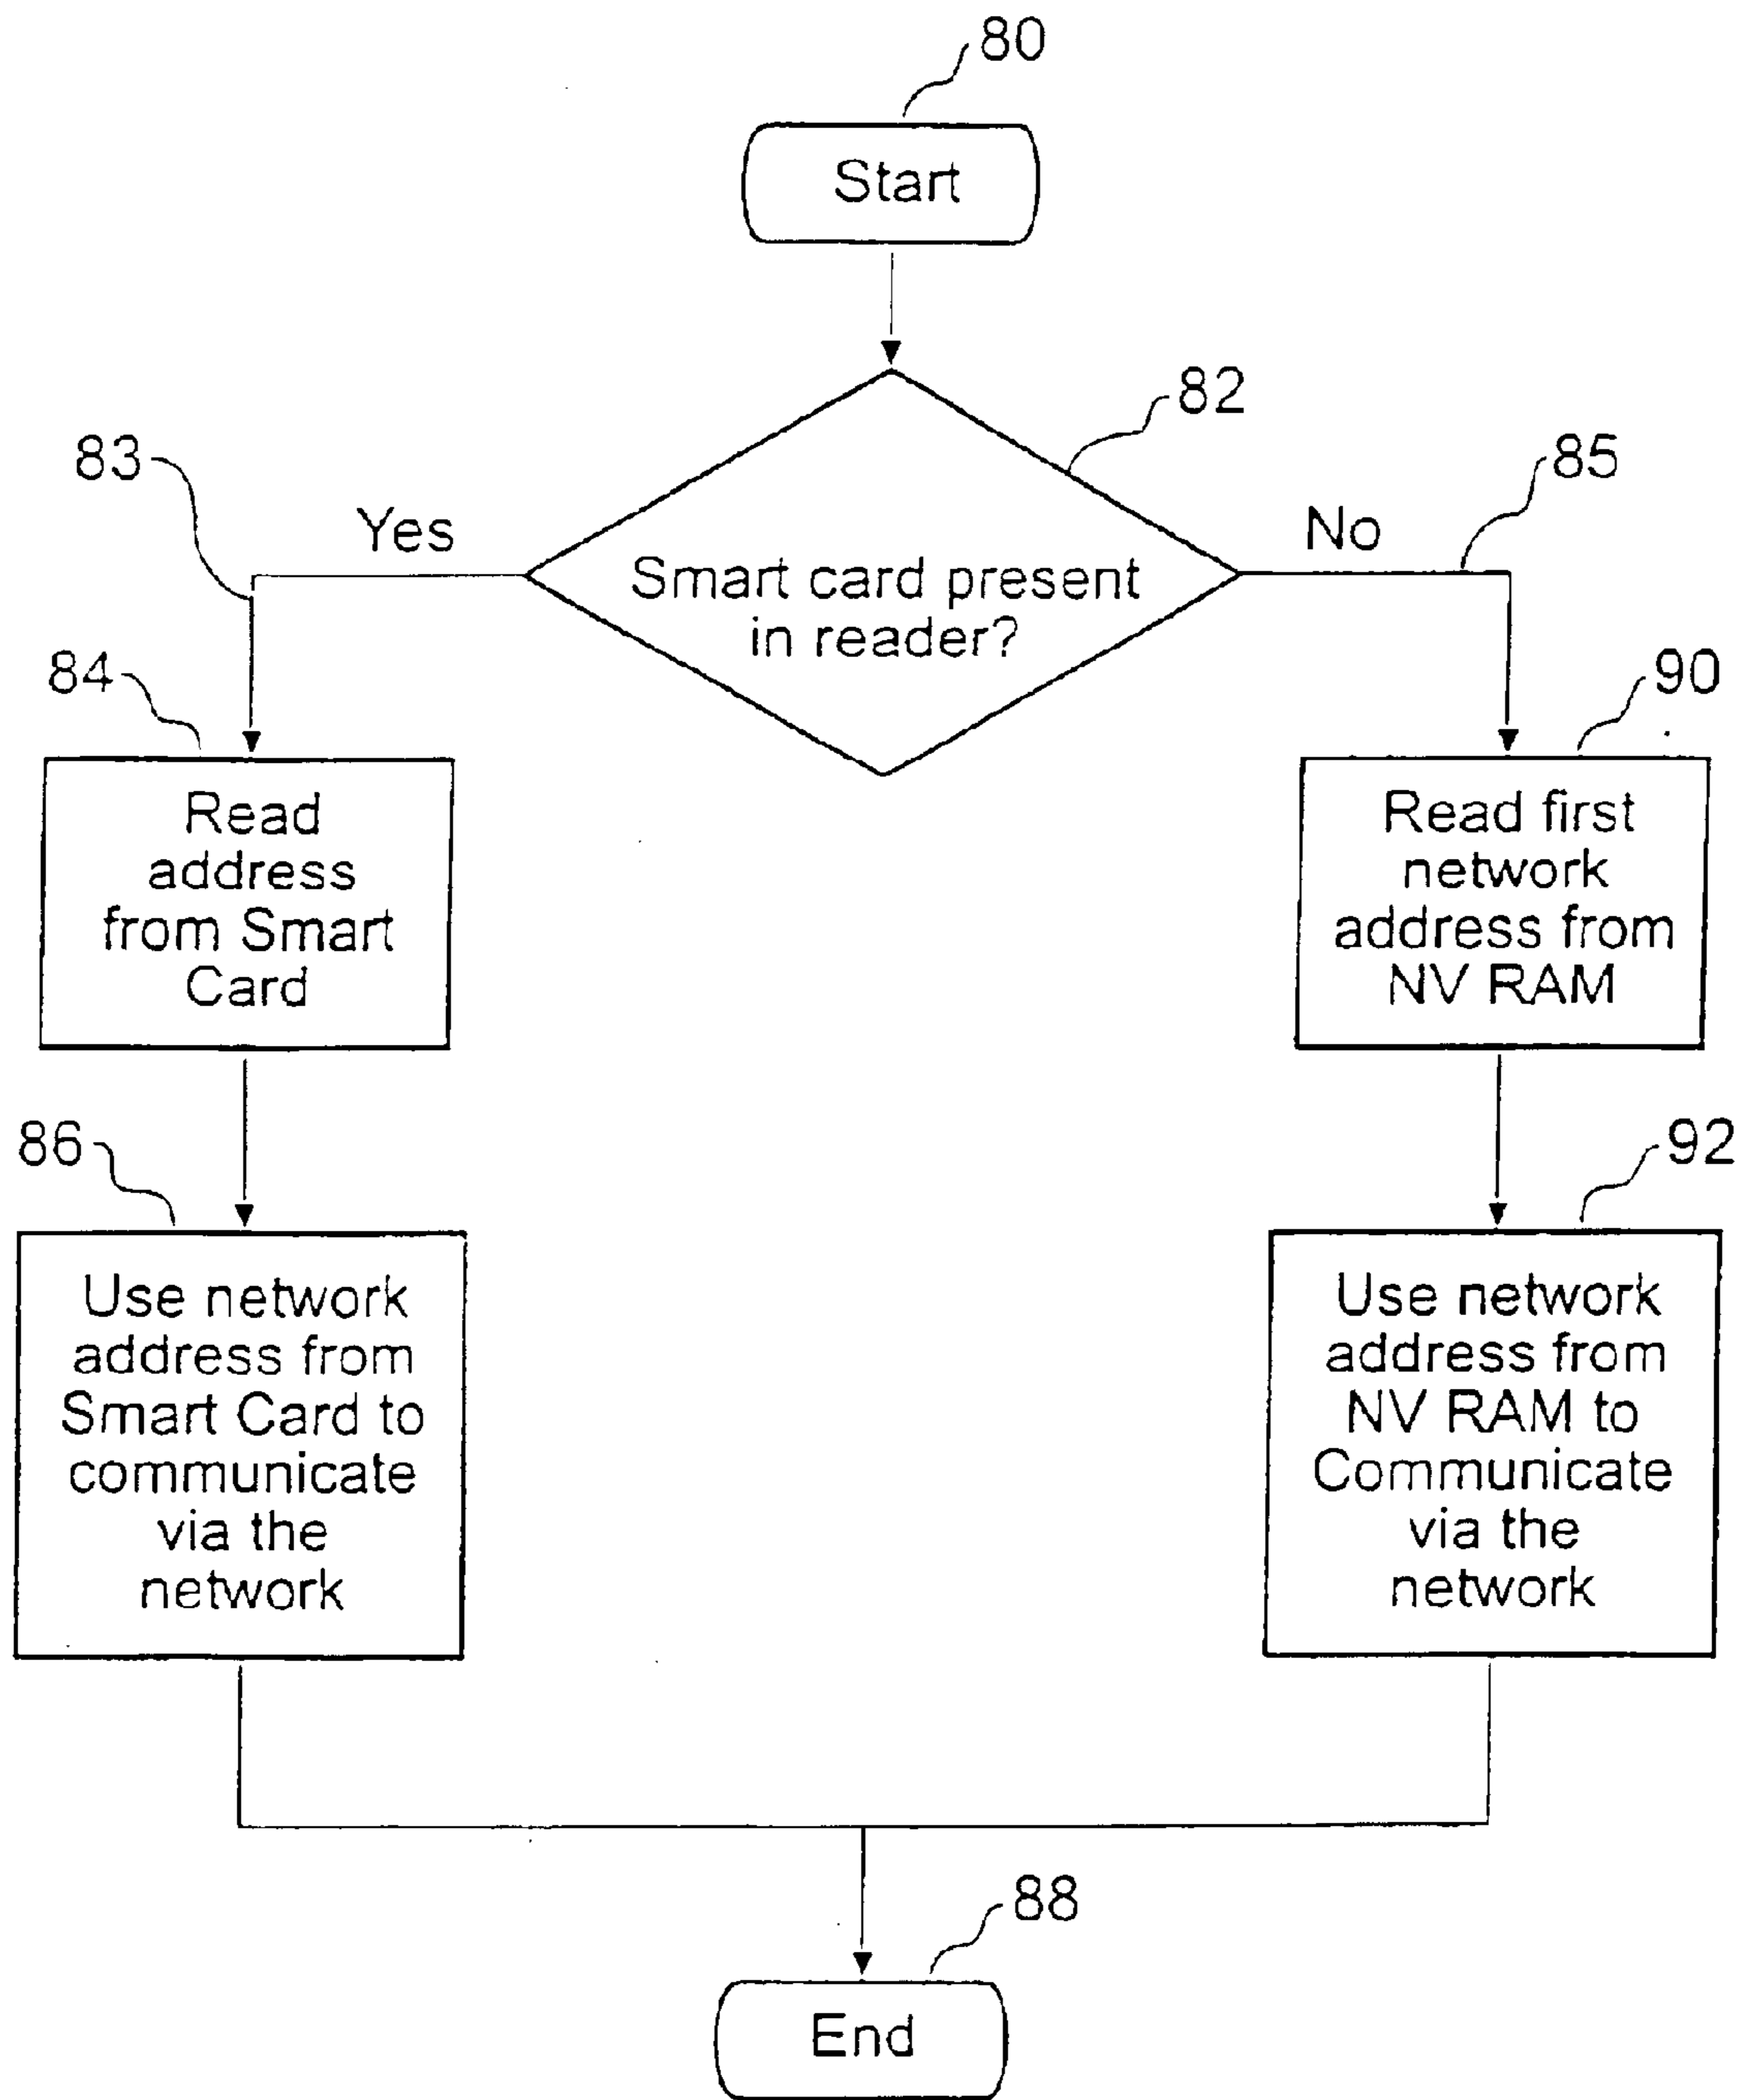 80
Start
82
83
85
Yes
No
Smart card present
in reader?
84
90
Read
address
from Smart
Card
Read first
network
address from
NV RAM
86
92
Use network
address from
Smart Card to
communicate
via the
network
Use network
address from
NV RAM to
Communicate
via the
network
88
End